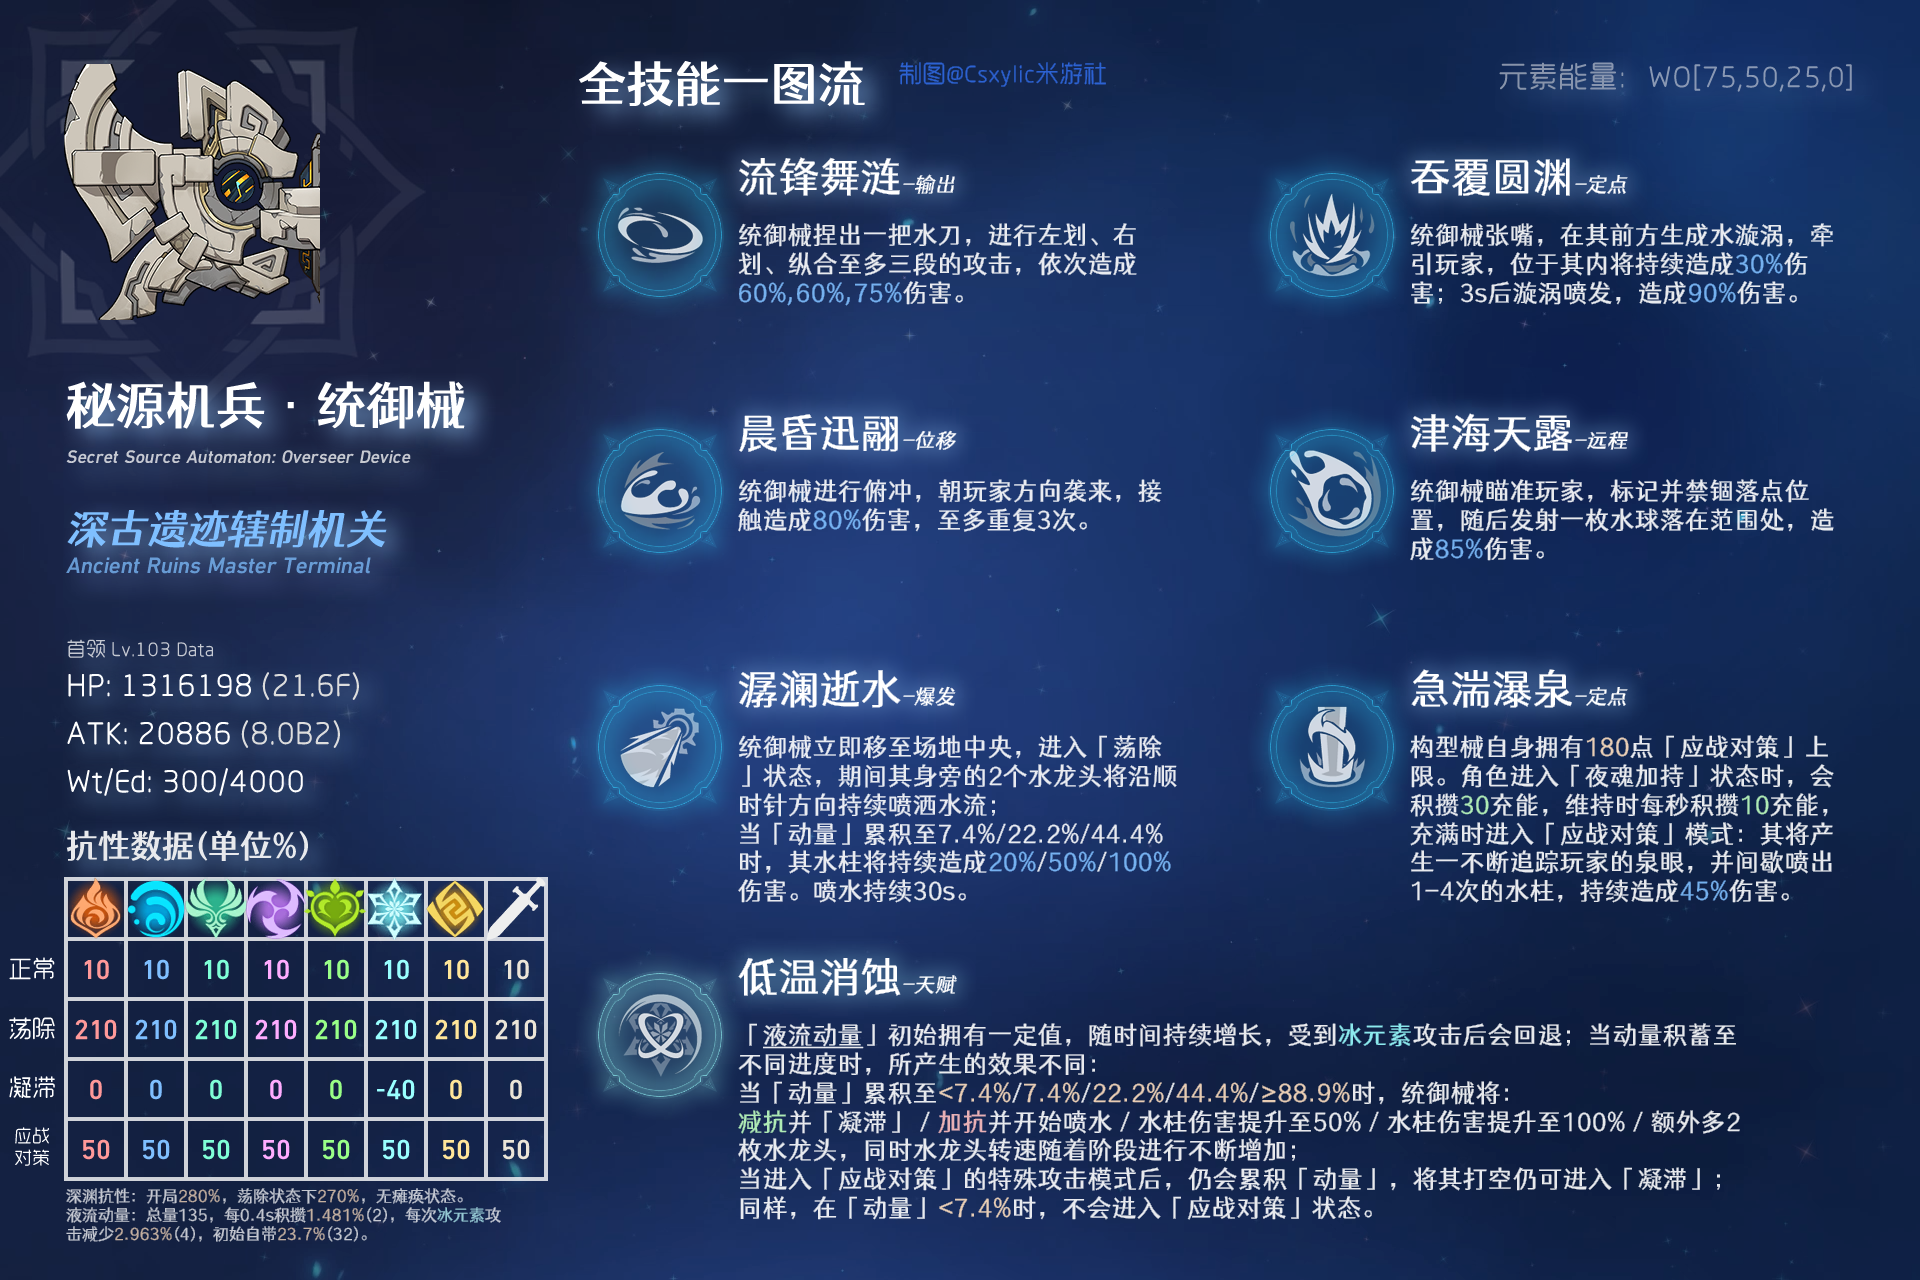 全技能一图流
制图@Csxylic米游社
元素能量： W0[75,50,25,0]
秘源机兵·统御械
Secret Source Automaton: Overseer Device
深古遗迹辖制机关
Ancient Ruins Master Terminal
首领 Lv.103 Data
HP: 1316198 (21.6F)
ATK: 20886 (8.0B2)
Wt/Ed: 300/4000
抗性数据(单位%)
正常 10 10 10 10 10 10 10 10
荡除 210 210 210 210 210 210 210 210
凝滞 0 0 0 0 0 -40 0 0
应战
对策 50 50 50 50 50 50 50 50
深渊抗性：开局280%，荡除状态下270%，无瘫痪状态。
液流动量：总量135，每0.4s积攒1.481%(2)，每次冰元素攻
击减少2.963%(4)，初始自带23.7%(32)。
流锋舞涟-输出
统御械捏出一把水刀，进行左划、右
划、纵合至多三段的攻击，依次造成
60%,60%,75%伤害。
吞覆圆渊-定点
统御械张嘴，在其前方生成水漩涡，牵
引玩家，位于其内将持续造成30%伤
害；3s后漩涡喷发，造成90%伤害。
晨昏迅翮-位移
统御械进行俯冲，朝玩家方向袭来，接
触造成80%伤害，至多重复3次。
津海天露-远程
统御械瞄准玩家，标记并禁锢落点位
置，随后发射一枚水球落在范围处，造
成85%伤害。
潺澜逝水-爆发
统御械立即移至场地中央，进入「荡除
」状态，期间其身旁的2个水龙头将沿顺
时针方向持续喷洒水流；
当「动量」累积至7.4%/22.2%/44.4%
时，其水柱将持续造成20%/50%/100%
伤害。喷水持续30s。
急湍瀑泉-定点
构型械自身拥有180点「应战对策」上
限。角色进入「夜魂加持」状态时，会
积攒30充能，维持时每秒积攒10充能，
充满时进入「应战对策」模式：其将产
生一不断追踪玩家的泉眼，并间歇喷出
1-4次的水柱，持续造成45%伤害。
低温消蚀-天赋
「液流动量」初始拥有一定值，随时间持续增长，受到冰元素攻击后会回退；当动量积蓄至
不同进度时，所产生的效果不同：
当「动量」累积至<7.4%/7.4%/22.2%/44.4%/≥88.9%时，统御械将：
减抗并「凝滞」 / 加抗并开始喷水 / 水柱伤害提升至50% / 水柱伤害提升至100% / 额外多2
枚水龙头，同时水龙头转速随着阶段进行不断增加；
当进入「应战对策」的特殊攻击模式后，仍会累积「动量」，将其打空仍可进入「凝滞」；
同样，在「动量」<7.4%时，不会进入「应战对策」状态。